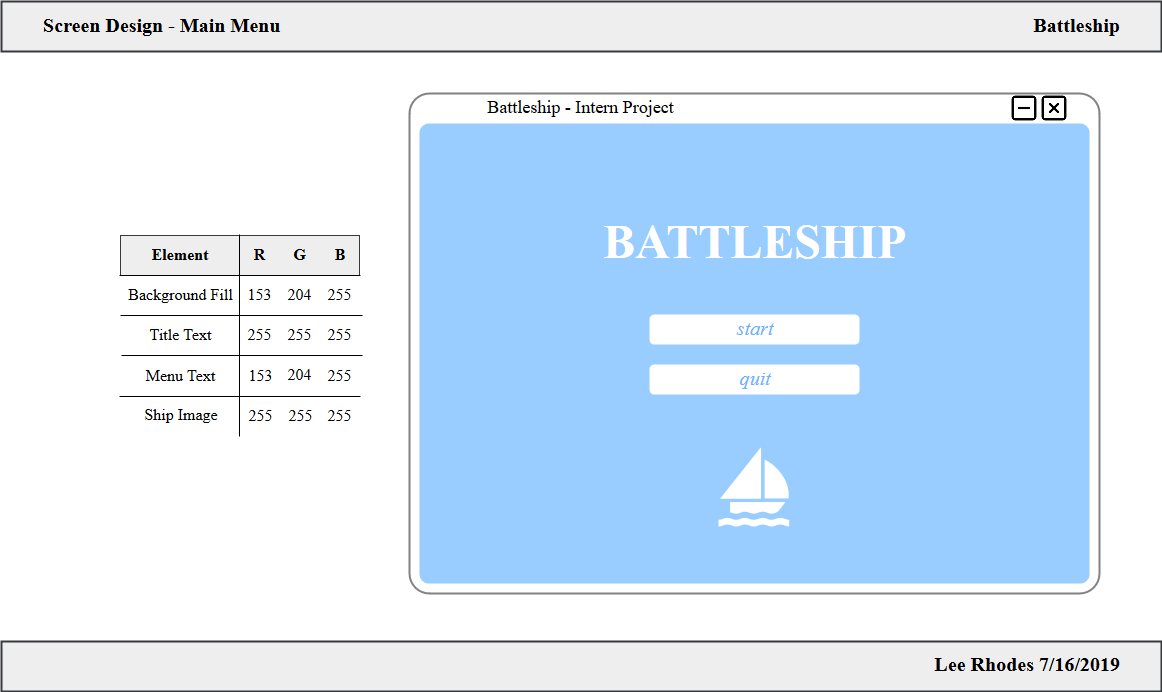 Screen Design - Main Menu
Battleship
Battleship - Intern Project
BATTLESHIP
start
quit
Element R G B
Background Fill 153 204 255
Title Text 255 255 255
Menu Text 153 204 255
Ship Image 255 255 255
Lee Rhodes 7/16/2019